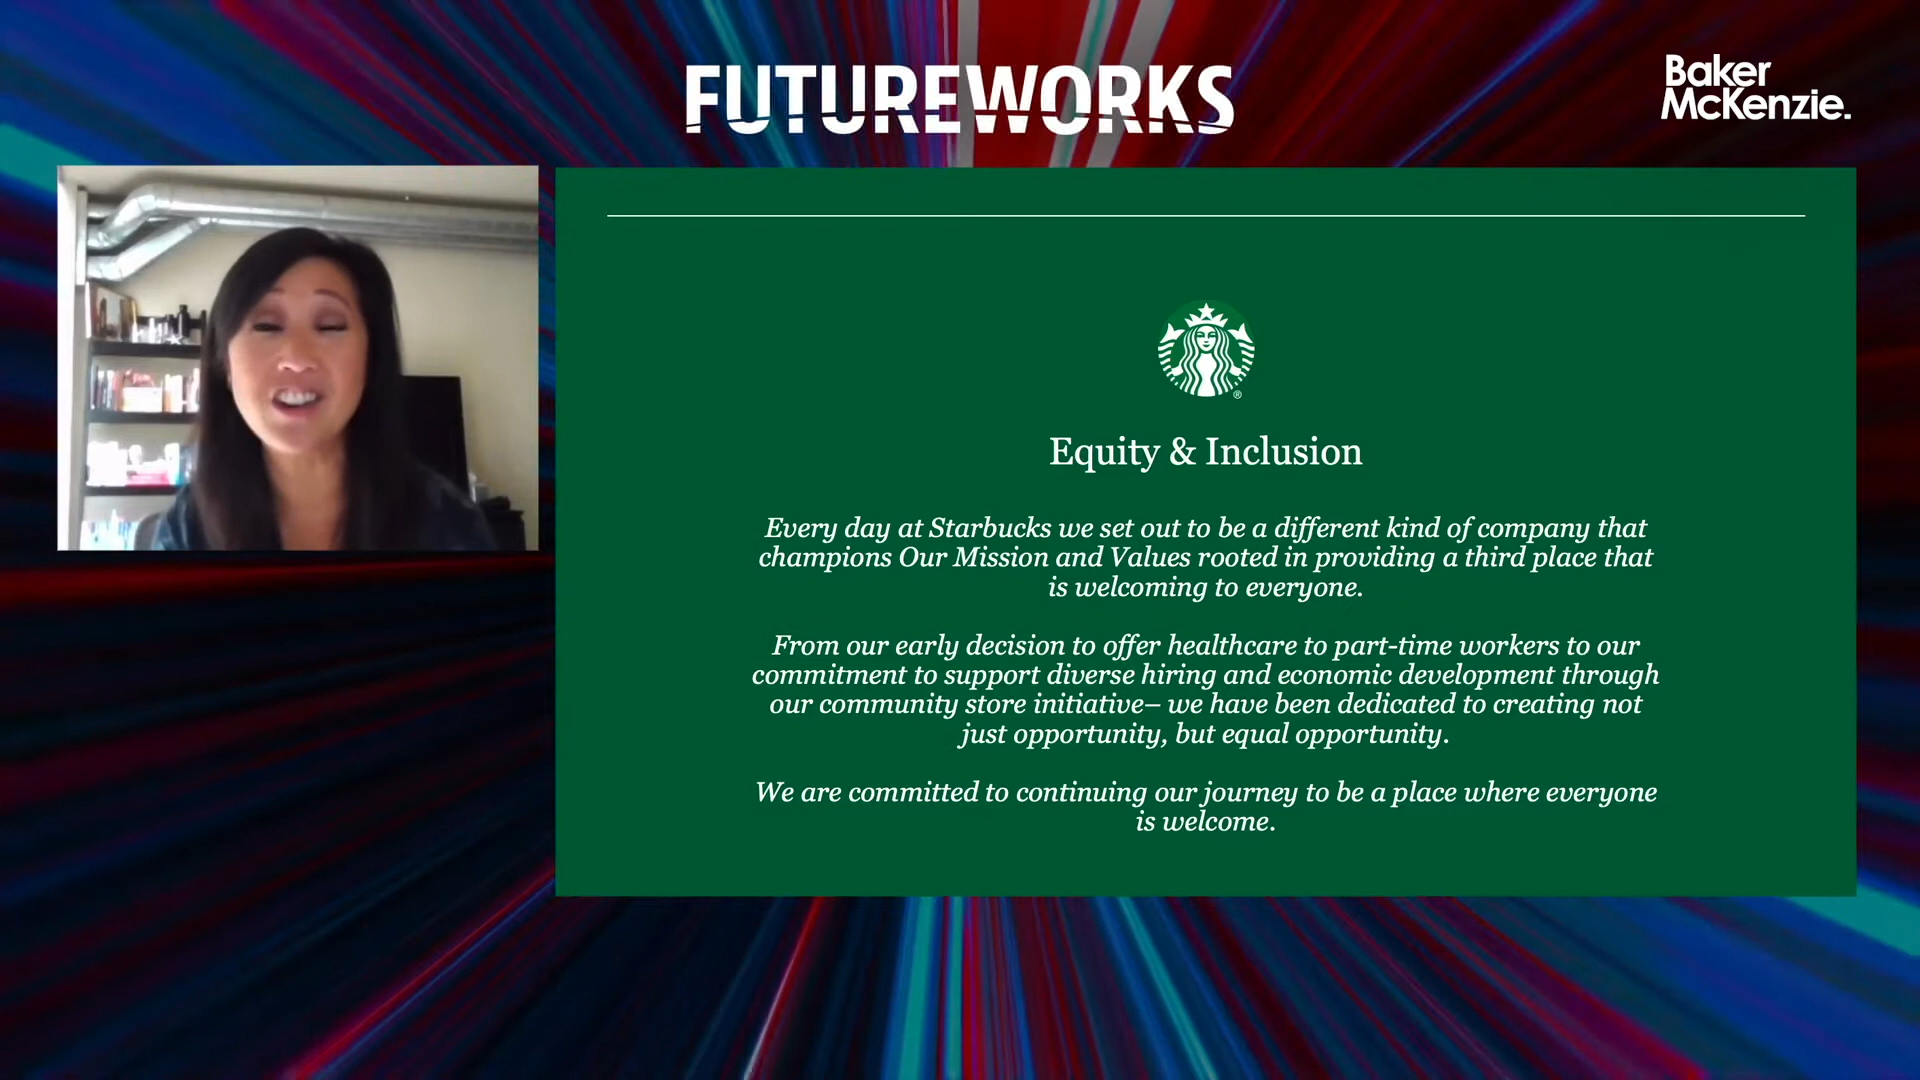 FUTUREWORKS
Baker
McKenzie.
®
Equity & Inclusion
Every day at Starbucks we set out to be a different kind of company that
champions Our Mission and Values rooted in providing a third place that
is welcoming to everyone.
From our early decision to offer healthcare to part-time workers to our
commitment to support diverse hiring and economic development through
our community store initiative– we have been dedicated to creating not
just opportunity, but equal opportunity.
We are committed to continuing our journey to be a place where everyone
is welcome.